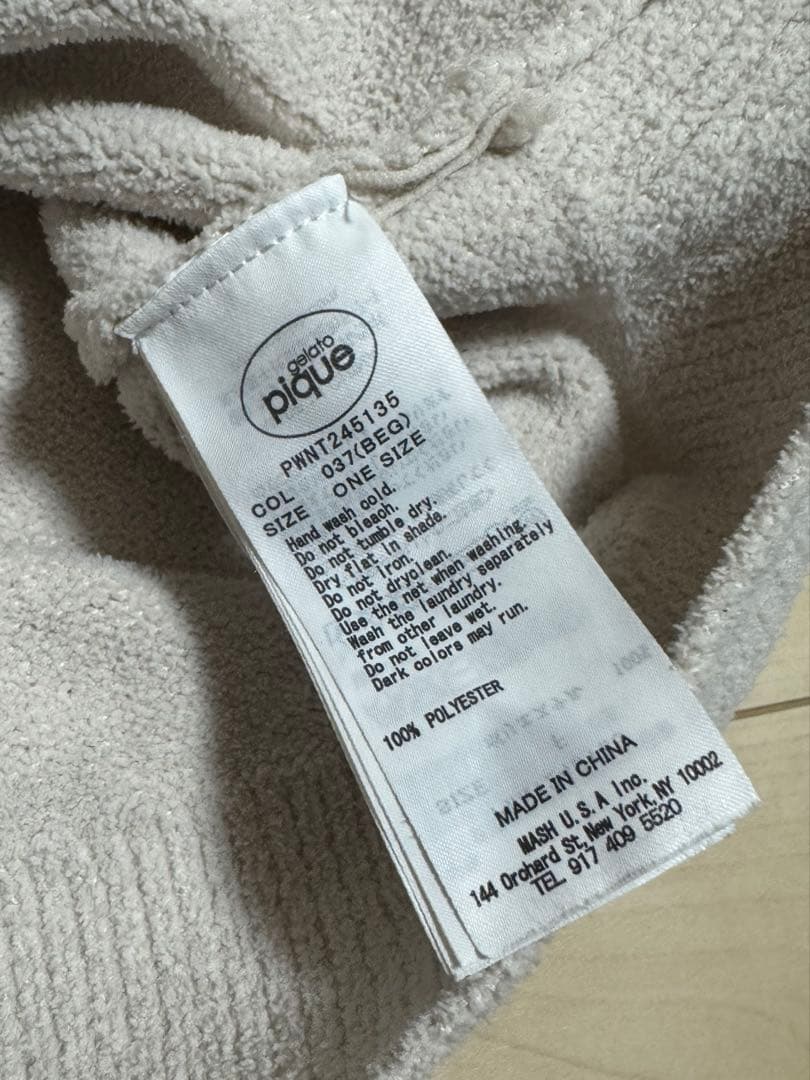 gelato
pique
PWNT245135
COL 037(BEG)
SIZE ONE SIZE
Hand wash cold.
Do not bleach.
Do not tumble dry.
Dry flat in shade.
Do not iron.
Do not dryclean.
Use the net when washing.
Wash the laundry separately
from other laundry.
Do not leave wet.
Dark colors may run.
100% POLYESTER
MADE IN CHINA
MASH U.S.A Inc.
144 Orchard St, New York,NY 10002
TEL. 917 409 5520